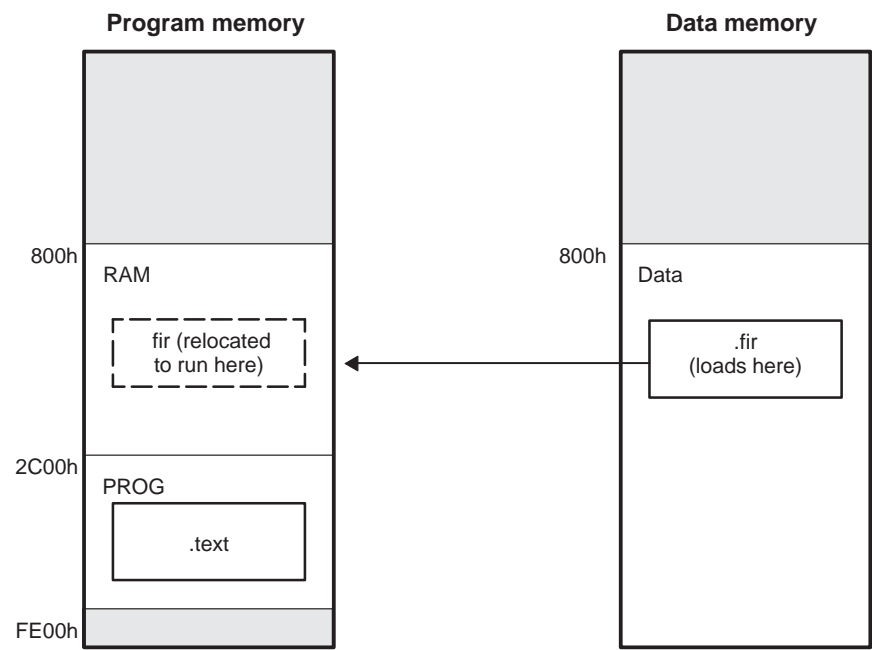 Program memory
Data memory
800h
RAM
fir (relocated
to run here)
2C00h
PROG
.text
FE00h
800h
Data
.fir
(loads here)